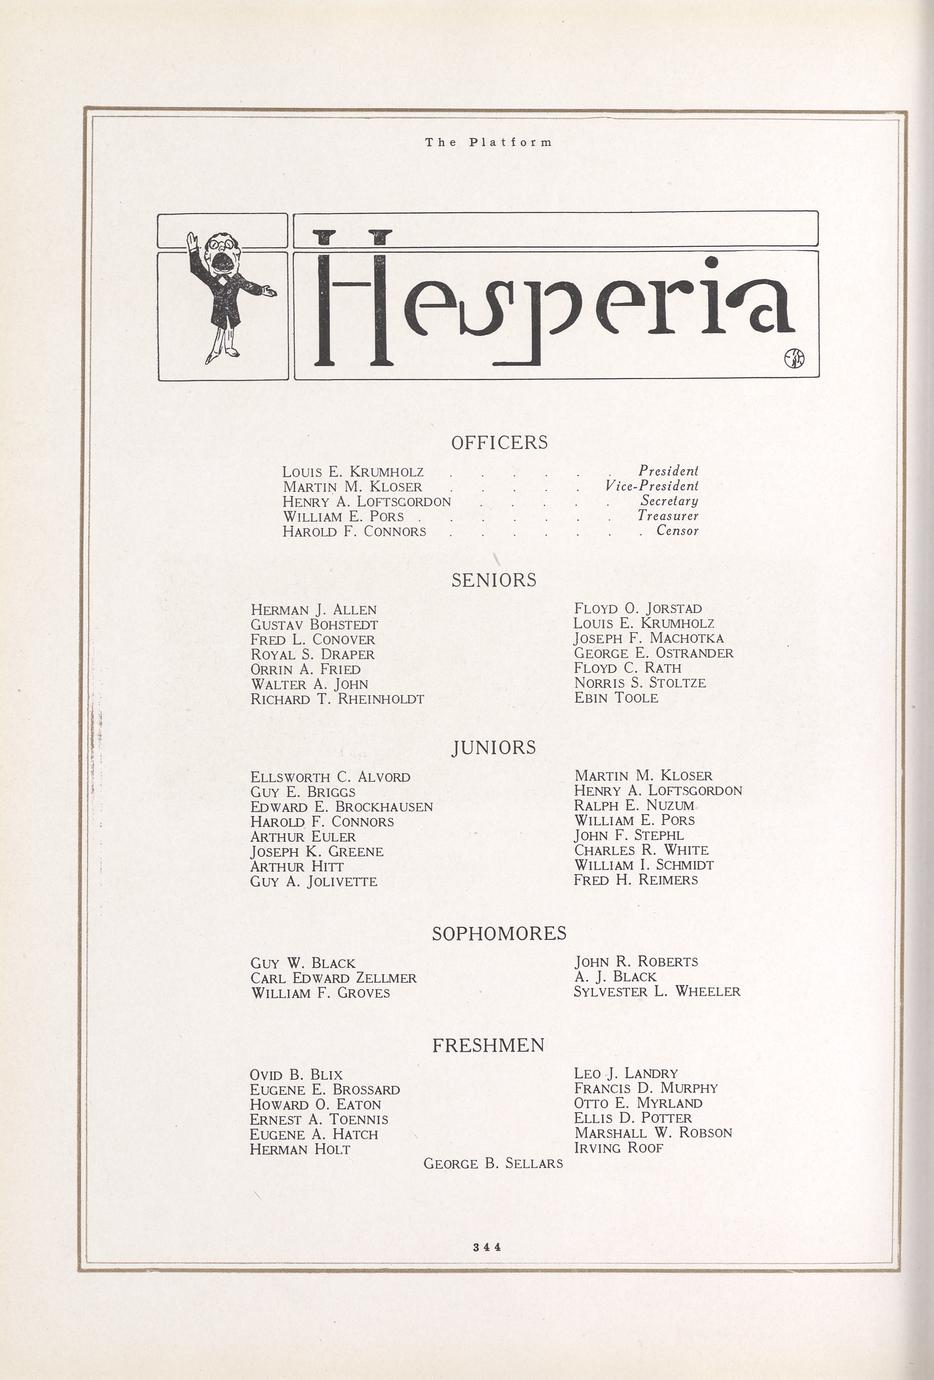 The Platform
Hesperia
OFFICERS
LOUIS E. KRUMHOLZ . . . . . . President
MARTIN M. KLOSER . . . . . Vice-President
HENRY A. LOFTSGORDON . . . . . Secretary
WILLIAM E. PORS . . . . . . . Treasurer
HAROLD F. CONNORS . . . . . . . Censor
SENIORS
HERMAN J. ALLEN
GUSTAV BOHSTEDT
FRED L. CONOVER
ROYAL S. DRAPER
ORRIN A. FRIED
WALTER A. JOHN
RICHARD T. RHEINHOLDT
FLOYD O. JORSTAD
LOUIS E. KRUMHOLZ
JOSEPH F. MACHOTKA
GEORGE E. OSTRANDER
FLOYD C. RATH
NORRIS S. STOLTZE
EBIN TOOLE
JUNIORS
ELLSWORTH C. ALVORD
GUY E. BRIGGS
EDWARD E. BROCKHAUSEN
HAROLD F. CONNORS
ARTHUR EULER
JOSEPH K. GREENE
ARTHUR HITT
GUY A. JOLIVETTE
MARTIN M. KLOSER
HENRY A. LOFTSGORDON
RALPH E. NUZUM
WILLIAM E. PORS
JOHN F. STEPHL
CHARLES R. WHITE
WILLIAM I. SCHMIDT
FRED H. REIMERS
SOPHOMORES
GUY W. BLACK
CARL EDWARD ZELLMER
WILLIAM F. GROVES
JOHN R. ROBERTS
A. J. BLACK
SYLVESTER L. WHEELER
FRESHMEN
OVID B. BLIX
EUGENE E. BROSSARD
HOWARD O. EATON
ERNEST A. TOENNIS
EUGENE A. HATCH
HERMAN HOLT
LEO J. LANDRY
FRANCIS D. MURPHY
OTTO E. MYRLAND
ELLIS D. POTTER
MARSHALL W. ROBSON
IRVING ROOF
GEORGE B. SELLARS
344